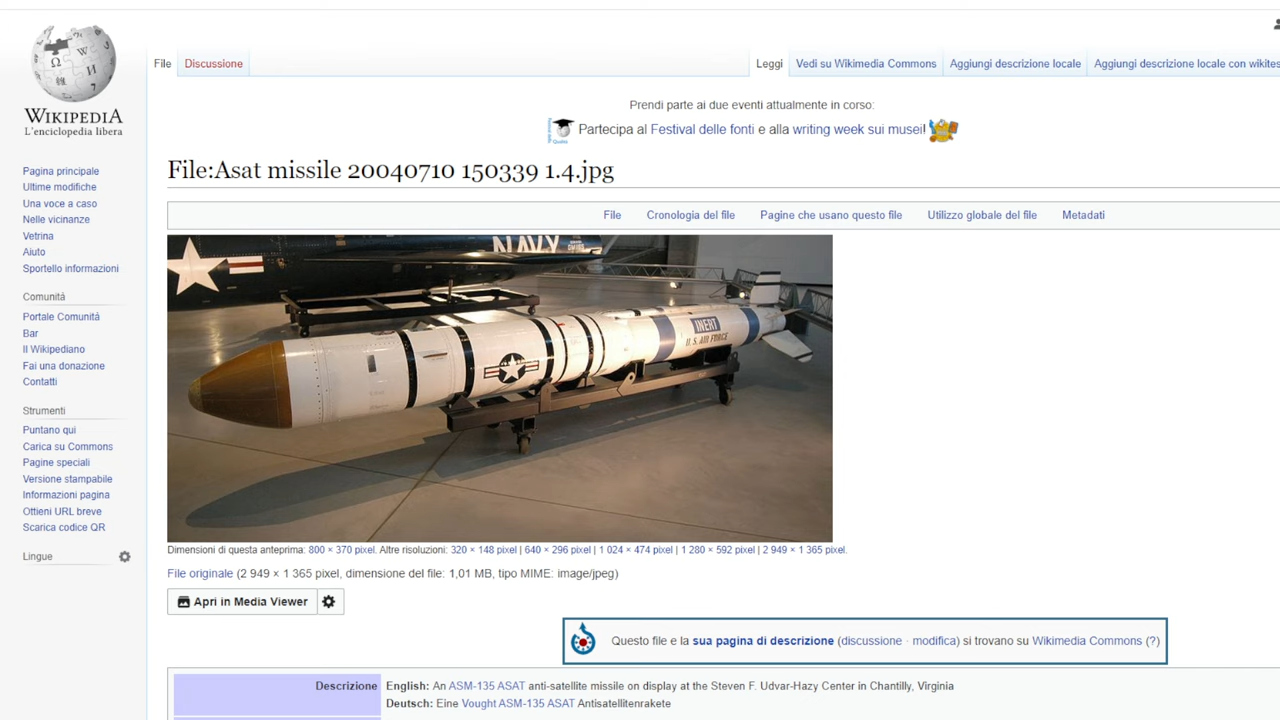 File
Discussione
Leggi
Vedi su Wikimedia Commons
Aggiungi descrizione locale
Aggiungi descrizione locale con wikites
WIKIPEDIA
L'enciclopedia libera
Prendi parte ai due eventi attualmente in corso:
Partecipa al Festival delle fonti e alla writing week sui musei!
File:Asat missile 20040710 150339 1.4.jpg
Pagina principale
Ultime modifiche
Una voce a caso
Nelle vicinanze
Vetrina
Aiuto
Sportello informazioni
Comunità
Portale Comunità
Bar
Il Wikipediano
Fai una donazione
Contatti
Strumenti
Puntano qui
Carica su Commons
Pagine speciali
Versione stampabile
Informazioni pagina
Ottieni URL breve
Scarica codice QR
Lingue
File
Cronologia del file
Pagine che usano questo file
Utilizzo globale del file
Metadati
NAVY
INERT
U.S. AIR FORCE
Dimensioni di questa anteprima: 800 × 370 pixel. Altre risoluzioni: 320 × 148 pixel | 640 × 296 pixel | 1 024 × 474 pixel | 1 280 × 592 pixel | 2 949 × 1 365 pixel.
File originale (2 949 × 1 365 pixel, dimensione del file: 1,01 MB, tipo MIME: image/jpeg)
Apri in Media Viewer
Questo file e la sua pagina di descrizione (discussione · modifica) si trovano su Wikimedia Commons (?)
Descrizione
English: An ASM-135 ASAT anti-satellite missile on display at the Steven F. Udvar-Hazy Center in Chantilly, Virginia
Deutsch: Eine Vought ASM-135 ASAT Antisatellitenrakete